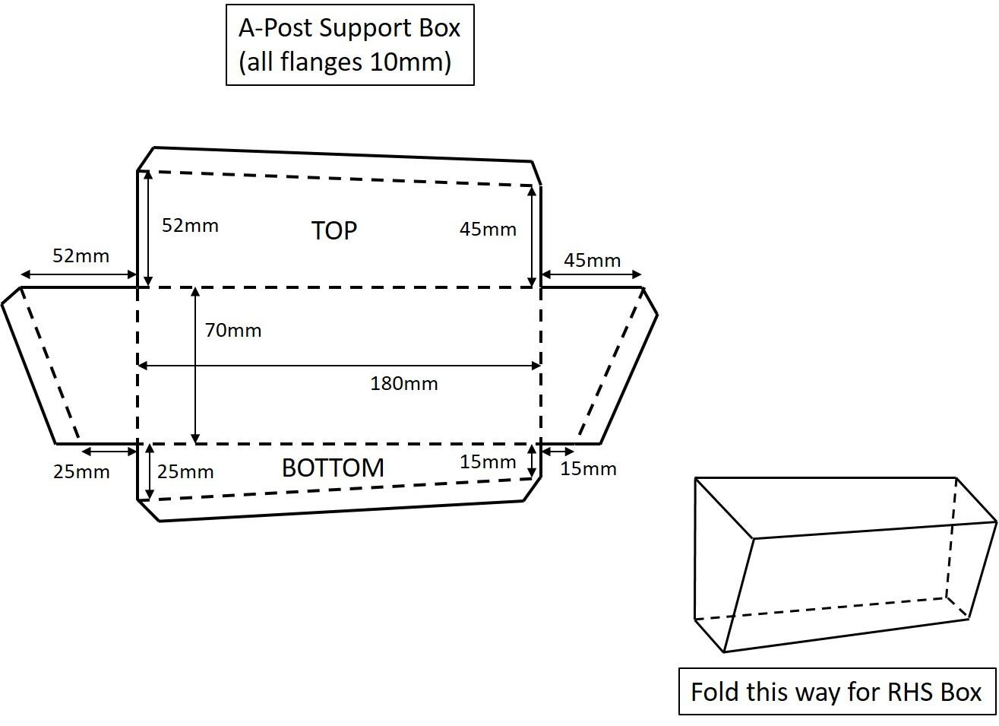 A-Post Support Box
(all flanges 10mm)
52mm
TOP
45mm
52mm
45mm
70mm
180mm
25mm
25mm
BOTTOM
15mm
15mm
Fold this way for RHS Box